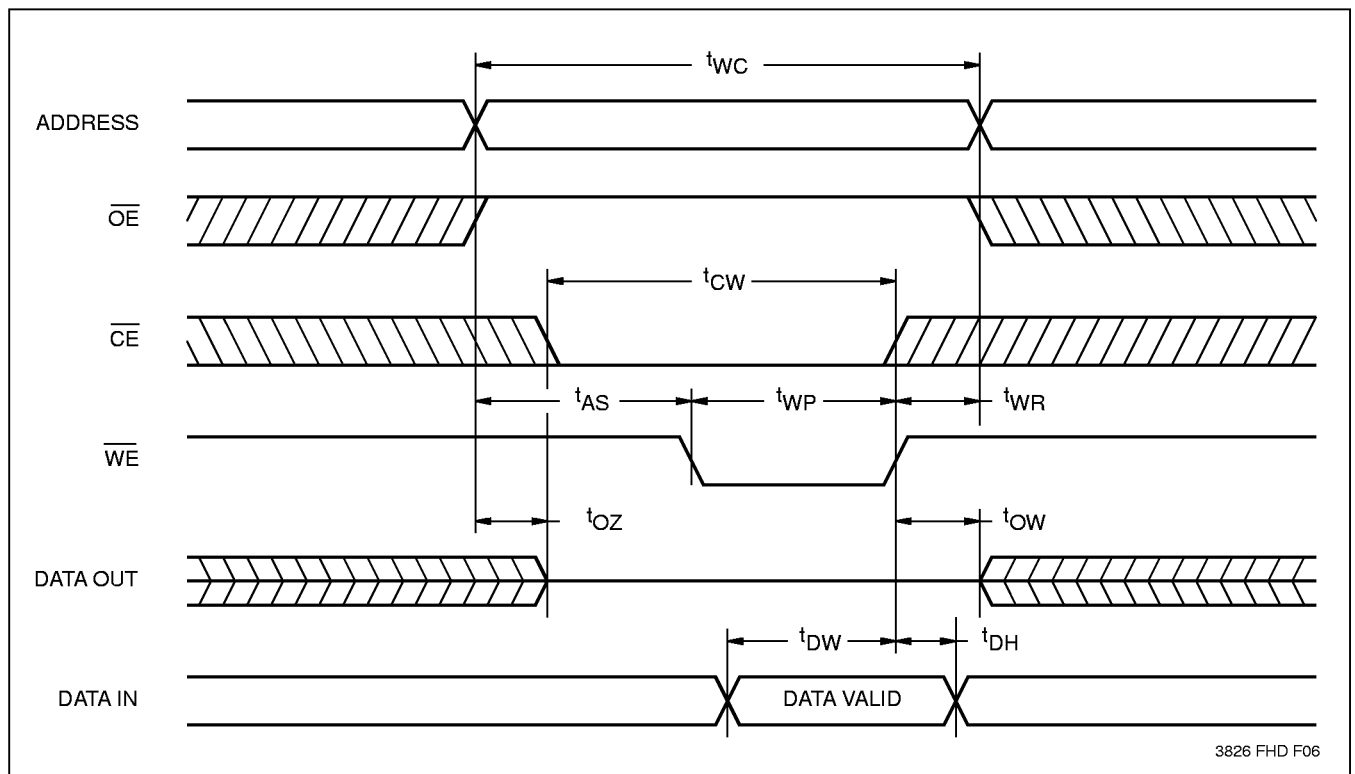 tWC
ADDRESS
OE
tCW
CE
tAS
tWP
tWR
WE
tOZ
tOW
DATA OUT
tDW
tDH
DATA IN
DATA VALID
3826 FHD F06